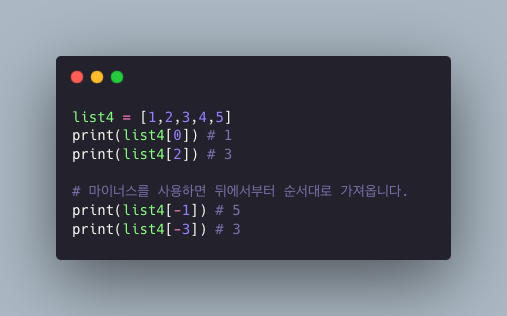 list4 = [1,2,3,4,5]
print(list4[0]) # 1
print(list4[2]) # 3
# 마이너스를 사용하면 뒤에서부터 순서대로 가져옵니다.
print(list4[-1]) # 5
print(list4[-3]) # 3